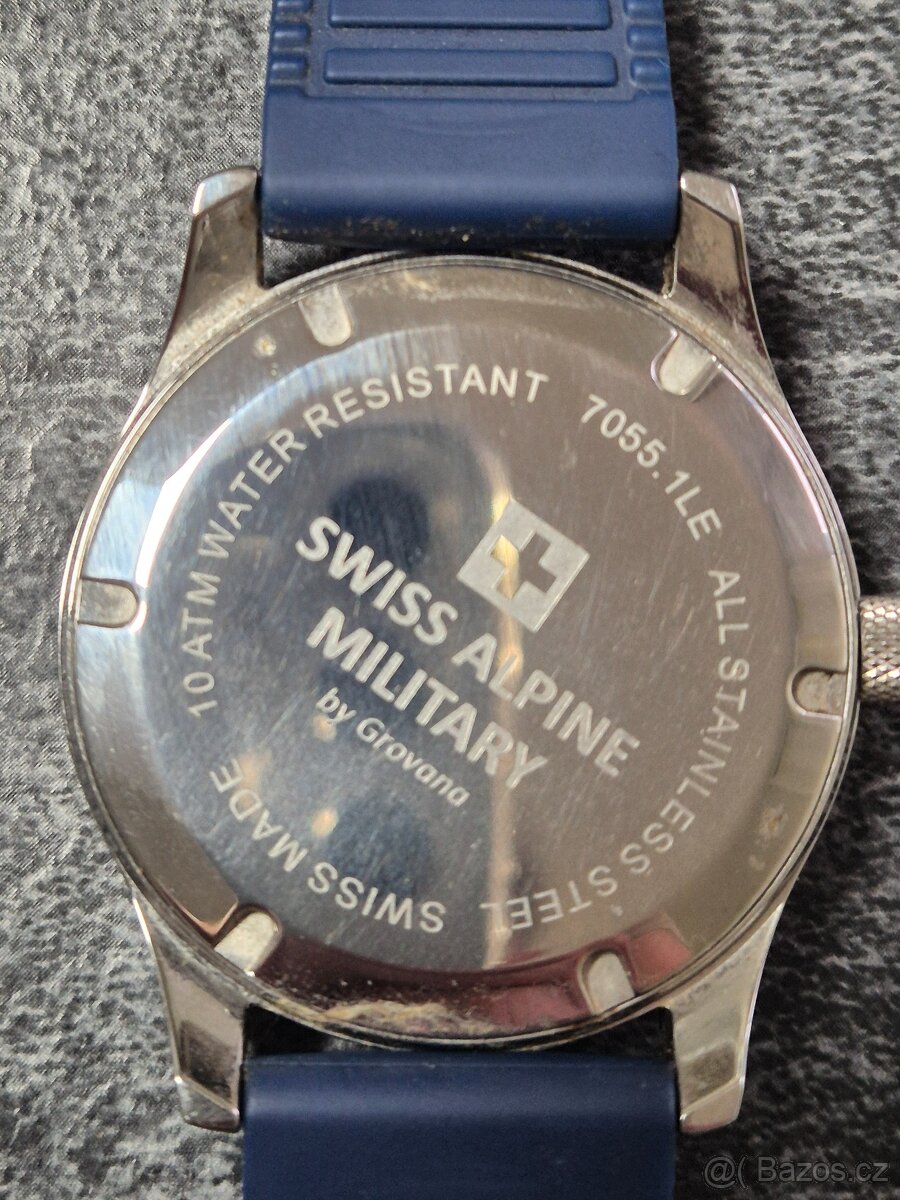 10 ATM WATER RESISTANT
7055.1LE
ALL STAINLESS STEEL
SWISS MADE
SWISS ALPINE
MILITARY
by Grovana
@( Bazos.cz